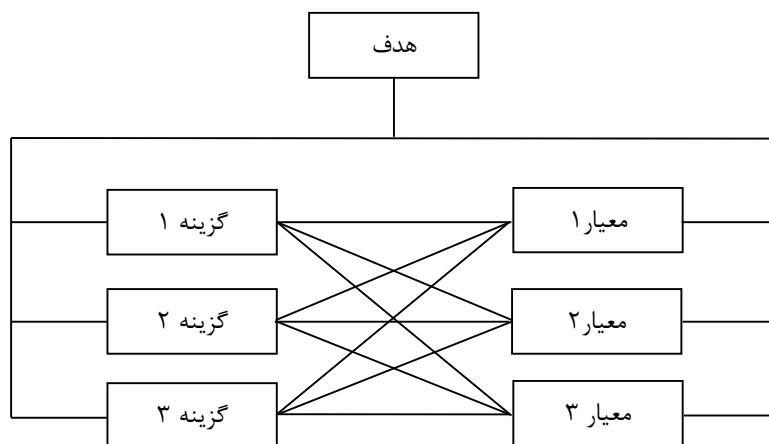 هدف
معیار۱
گزینه ۱
معیار۲
گزینه ۲
معیار ۳
گزینه ۳